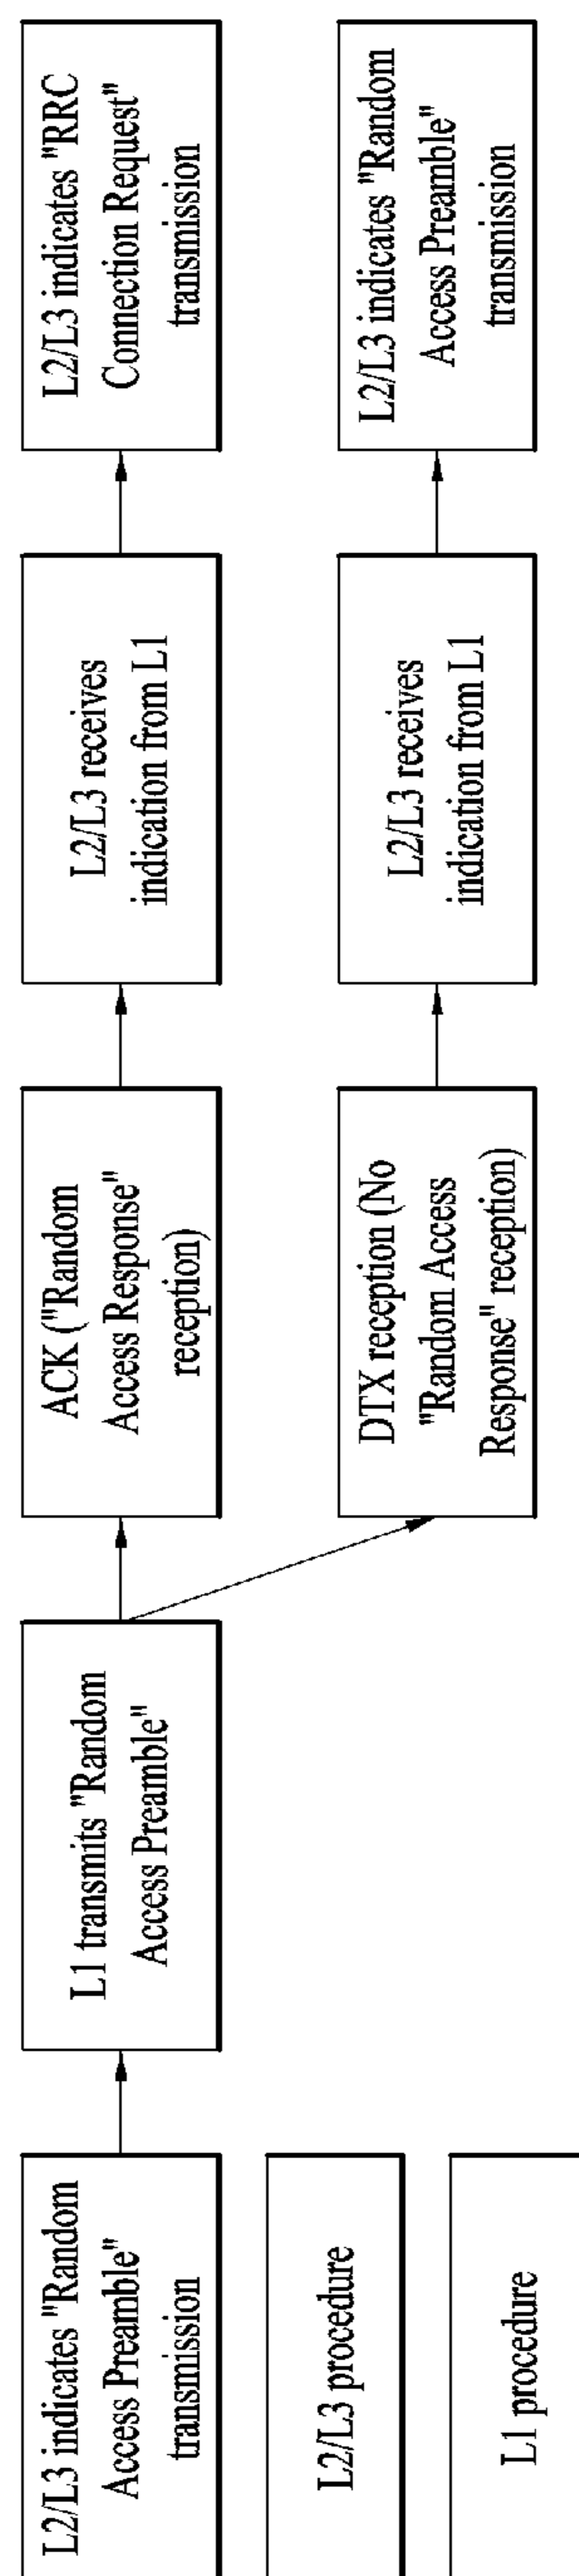 L2/L3 indicates "Random
Access Preamble"
transmission
L1 transmits "Random
Access Preamble"
ACK ("Random
Access Response"
reception)
L2/L3 receives
indication from L1
L2/L3 indicates "RRC
Connection Request"
transmission
DTX reception (No
"Random Access
Response" reception)
L2/L3 receives
indication from L1
L2/L3 indicates "Random
Access Preamble"
transmission
L2/L3 procedure
L1 procedure